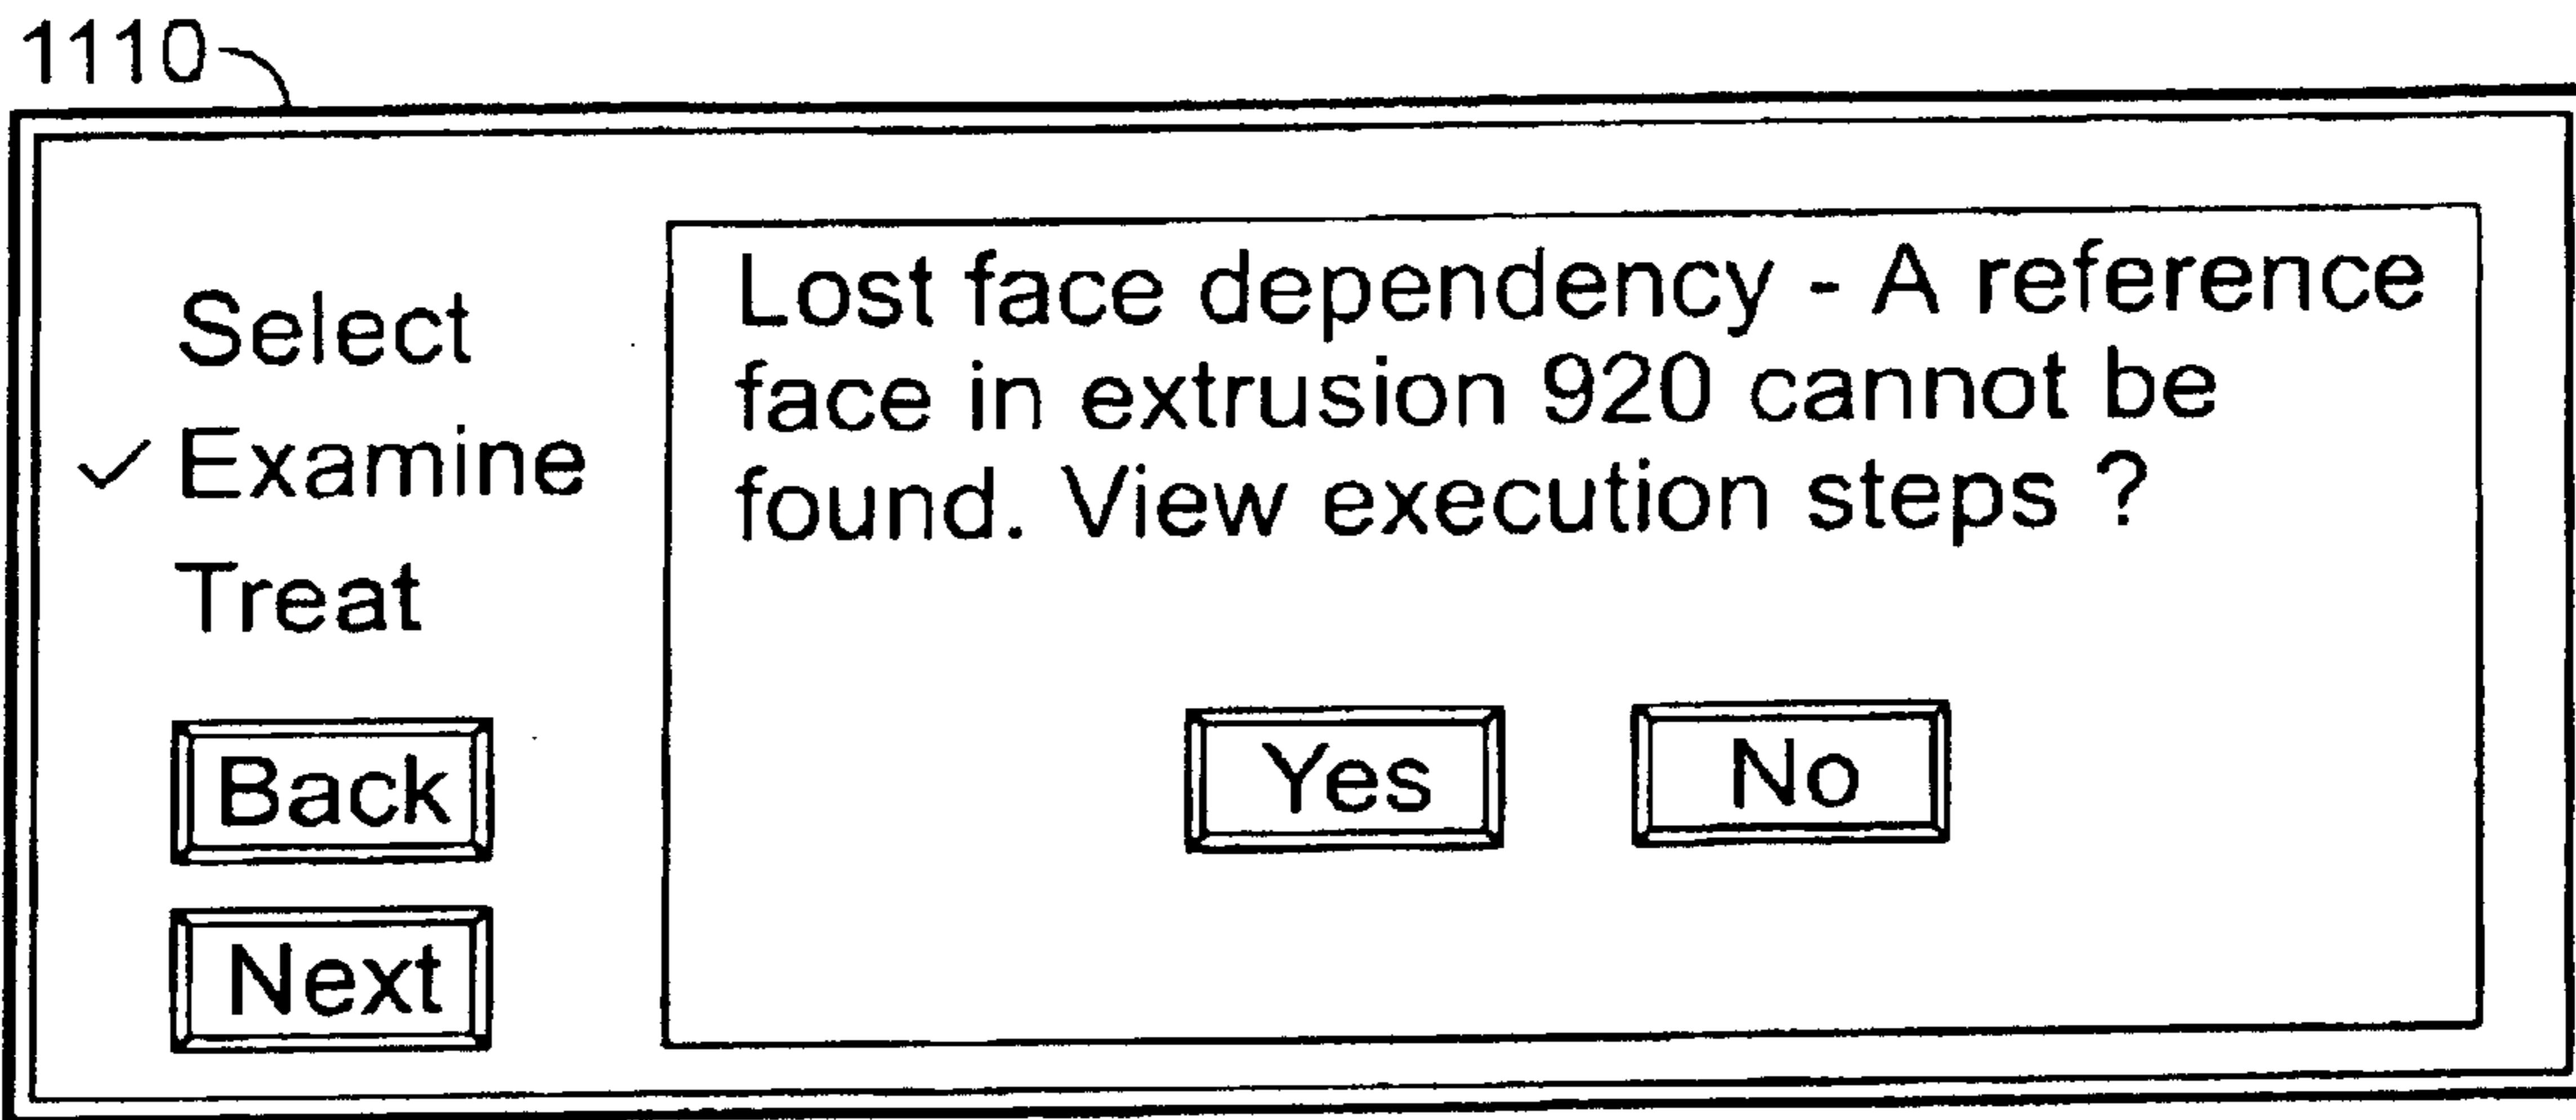 1110
Select
✓ Examine
Treat
Back
Next
Lost face dependency - A reference
face in extrusion 920 cannot be
found. View execution steps ?
Yes No